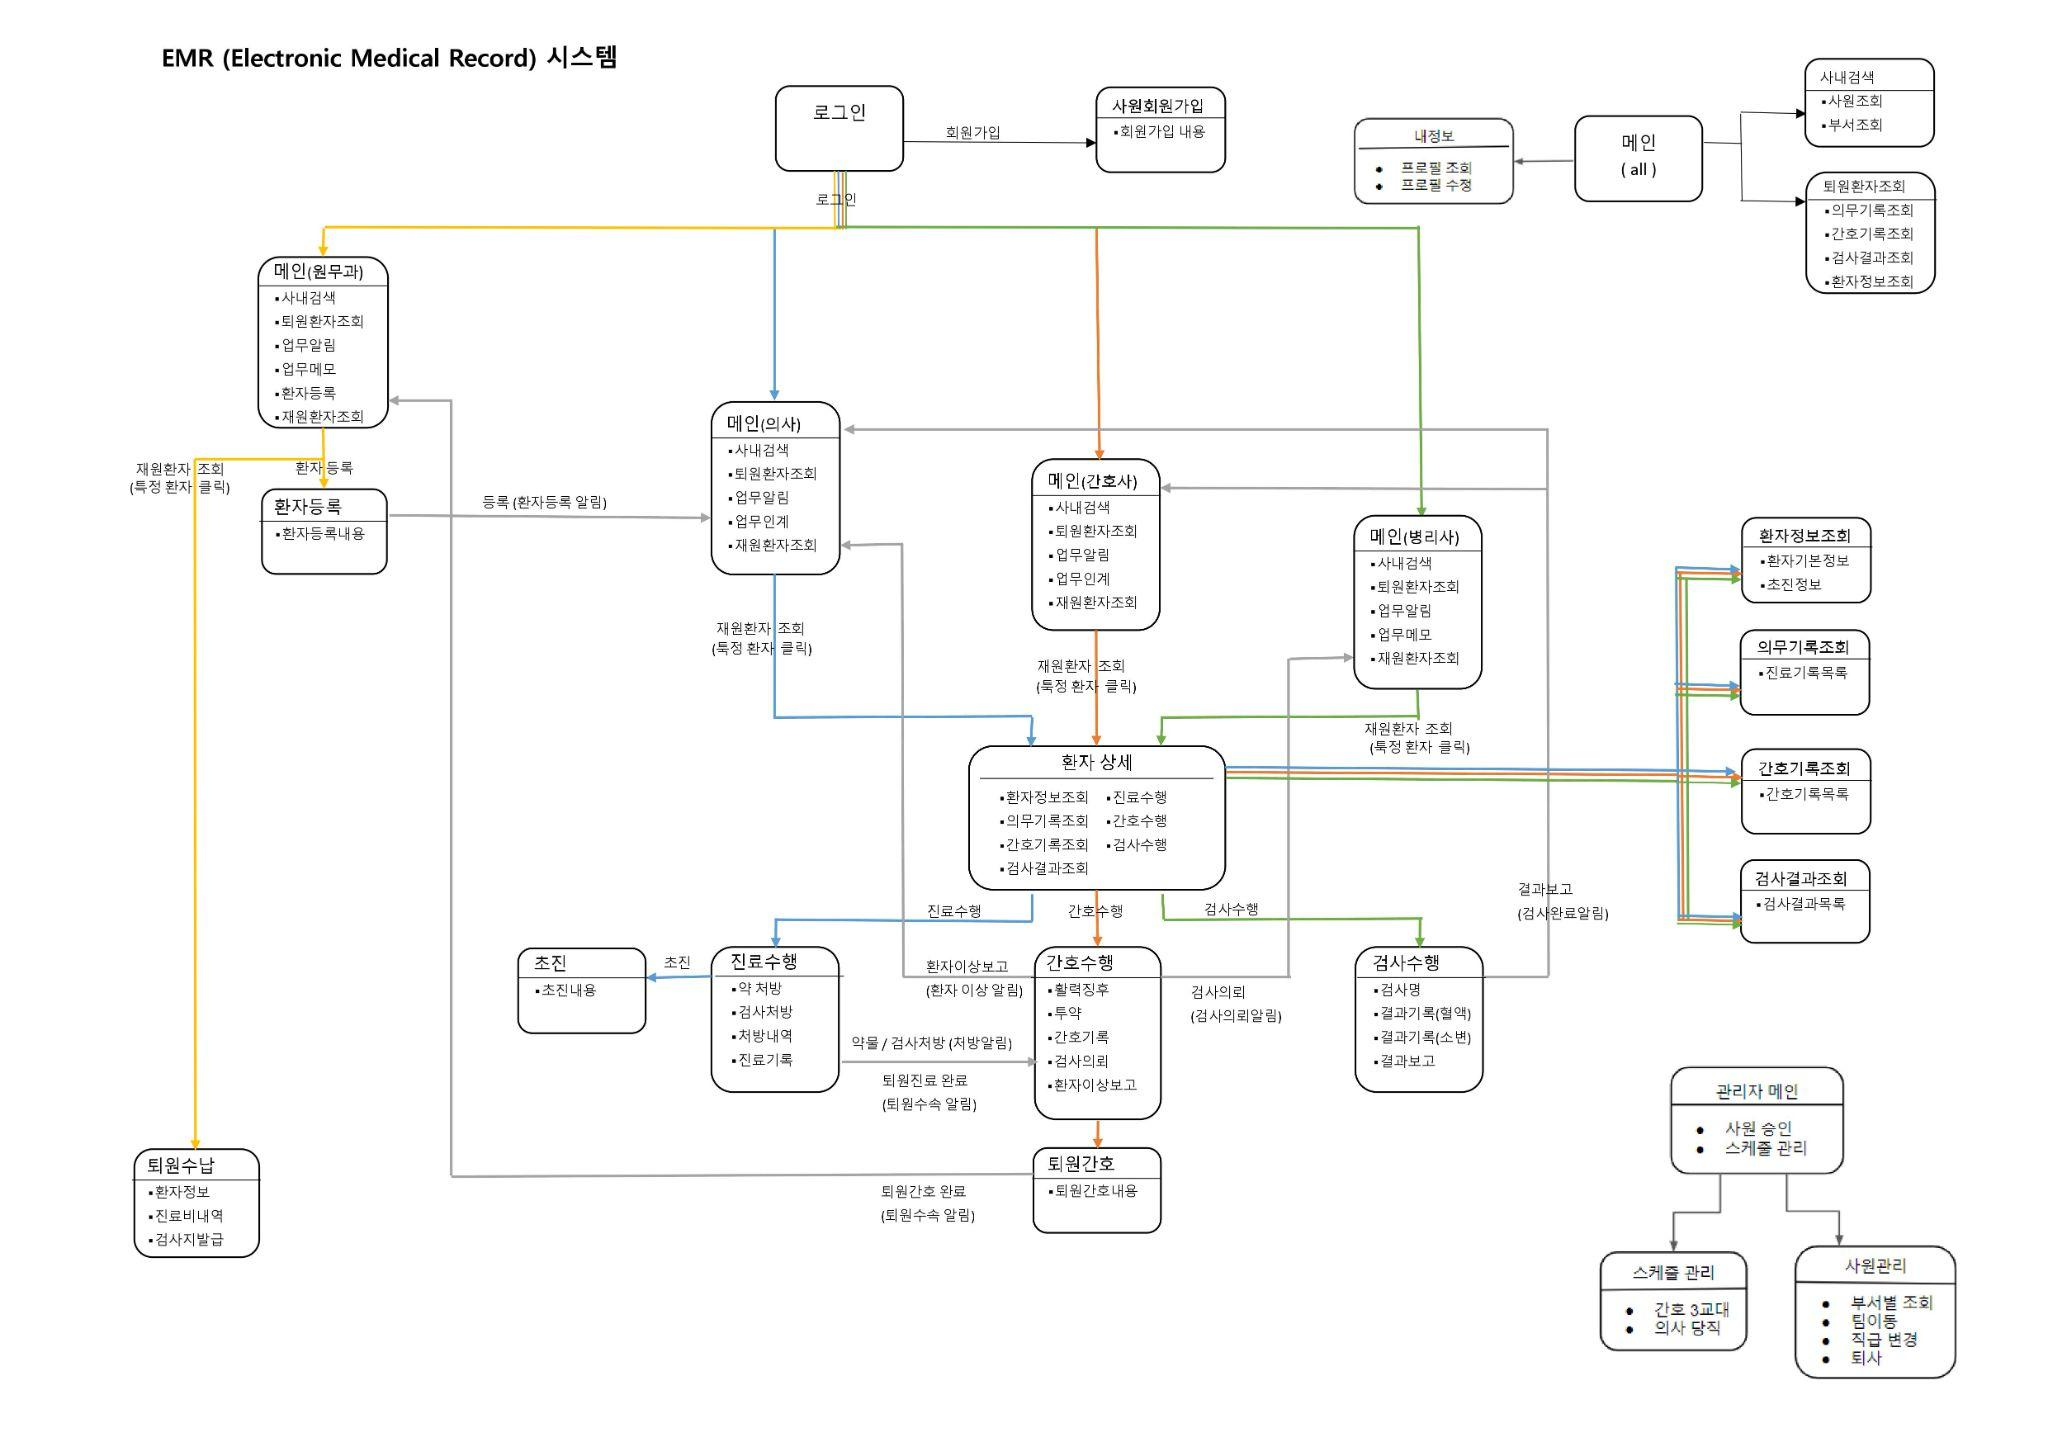 EMR (Electronic Medical Record) 시스템
로그인
회원가입
사원회원가입
▪회원가입 내용
내정보
● 프로필 조회
● 프로필 수정
메인
( all )
사내검색
▪사원조회
▪부서조회
퇴원환자조회
▪의무기록조회
▪간호기록조회
▪검사결과조회
▪환자정보조회
로그인
메인(원무과)
▪사내검색
▪퇴원환자조회
▪업무알림
▪업무메모
▪환자등록
▪재원환자조회
재원환자 조회
(특정 환자 클릭)
환자 등록
환자등록
▪환자등록내용
등록 (환자등록 알림)
메인(의사)
▪사내검색
▪퇴원환자조회
▪업무알림
▪업무인계
▪재원환자조회
재원환자 조회
(특정 환자 클릭)
메인(간호사)
▪사내검색
▪퇴원환자조회
▪업무알림
▪업무인계
▪재원환자조회
재원환자 조회
(특정 환자 클릭)
메인(병리사)
▪사내검색
▪퇴원환자조회
▪업무알림
▪업무메모
▪재원환자조회
재원환자 조회
(특정 환자 클릭)
환자정보조회
▪환자기본정보
▪초진정보
의무기록조회
▪진료기록목록
간호기록조회
▪간호기록목록
검사결과조회
▪검사결과목록
환자 상세
▪환자정보조회 ▪진료수행
▪의무기록조회 ▪간호수행
▪간호기록조회 ▪검사수행
▪검사결과조회
진료수행
간호수행
검사수행
결과보고
(검사완료알림)
초진
▪초진내용
초진
진료수행
▪약 처방
▪검사처방
▪처방내역
▪진료기록
환자이상보고
(환자 이상 알림)
약물 / 검사처방 (처방알림)
퇴원진료 완료
(퇴원수속 알림)
간호수행
▪활력징후
▪투약
▪간호기록
▪검사의뢰
▪환자이상보고
검사의뢰
(검사의뢰알림)
검사수행
▪검사명
▪결과기록(혈액)
▪결과기록(소변)
▪결과보고
퇴원수납
▪환자정보
▪진료비내역
▪검사지발급
퇴원간호 완료
(퇴원수속 알림)
퇴원간호
▪퇴원간호내용
관리자 메인
● 사원 승인
● 스케줄 관리
스케줄 관리
● 간호 3교대
● 의사 당직
사원관리
● 부서별 조회
● 팀이동
● 직급 변경
● 퇴사